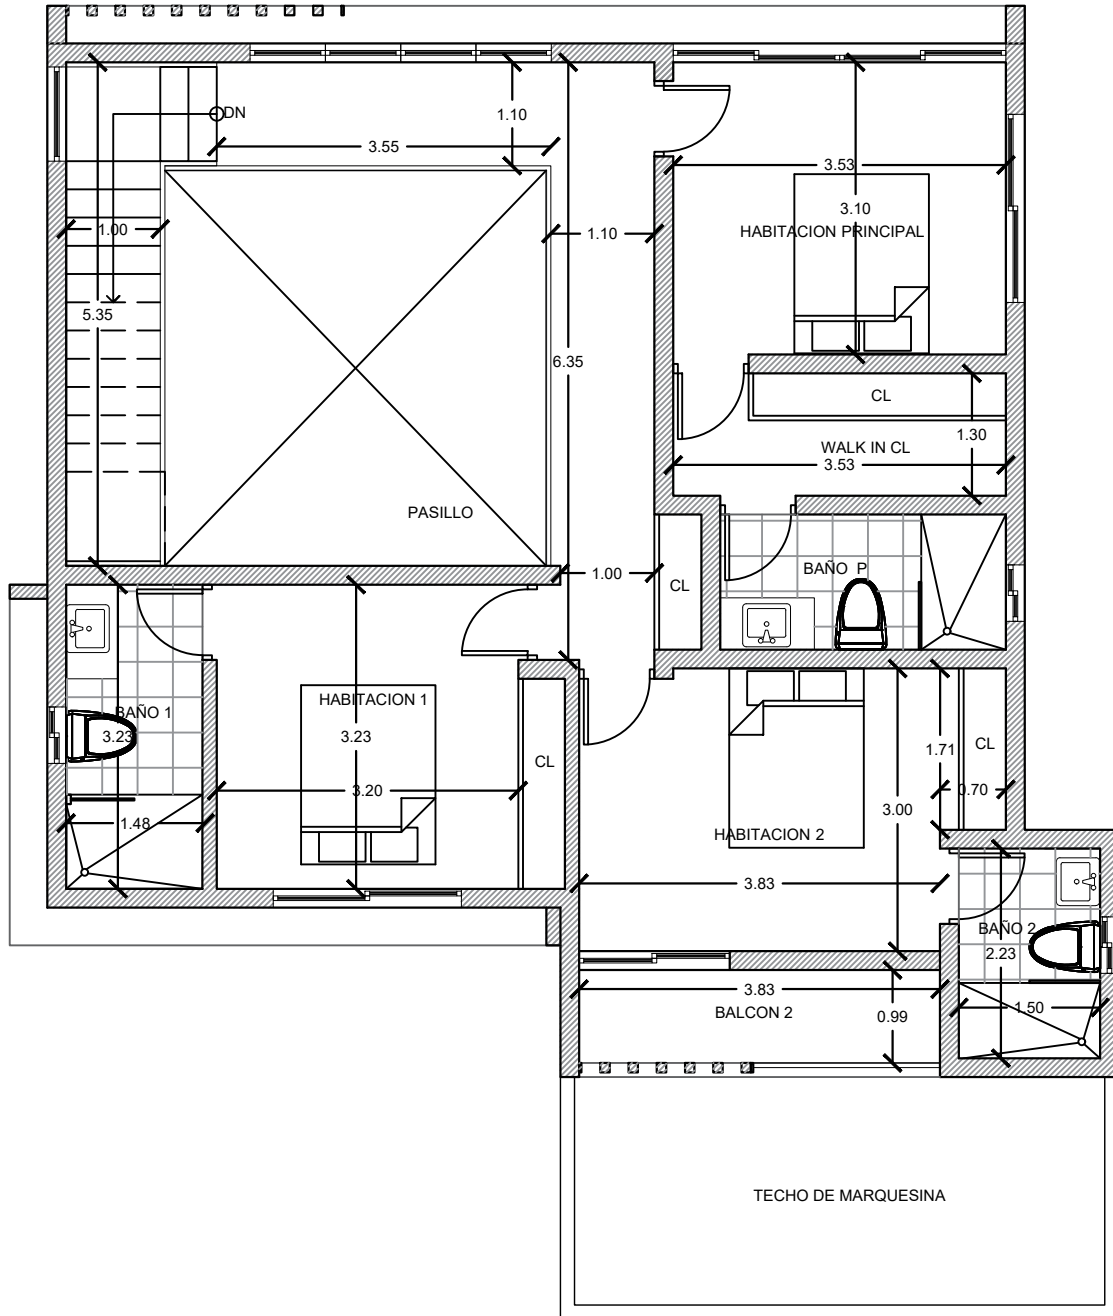 DN
1.10
3.55
3.53
3.10
HABITACION PRINCIPAL
1.00
1.10
5.35
6.35
CL
1.30
WALK IN CL
3.53
PASILLO
BAÑO P
1.00
CL
HABITACION 1
BAÑO 1
3.23
3.23
CL
1.71
CL
3.20
0.70
1.48
3.00
HABITACION 2
3.83
BAÑO 2
2.23
3.83
BALCON 2
0.99
1.50
TECHO DE MARQUESINA